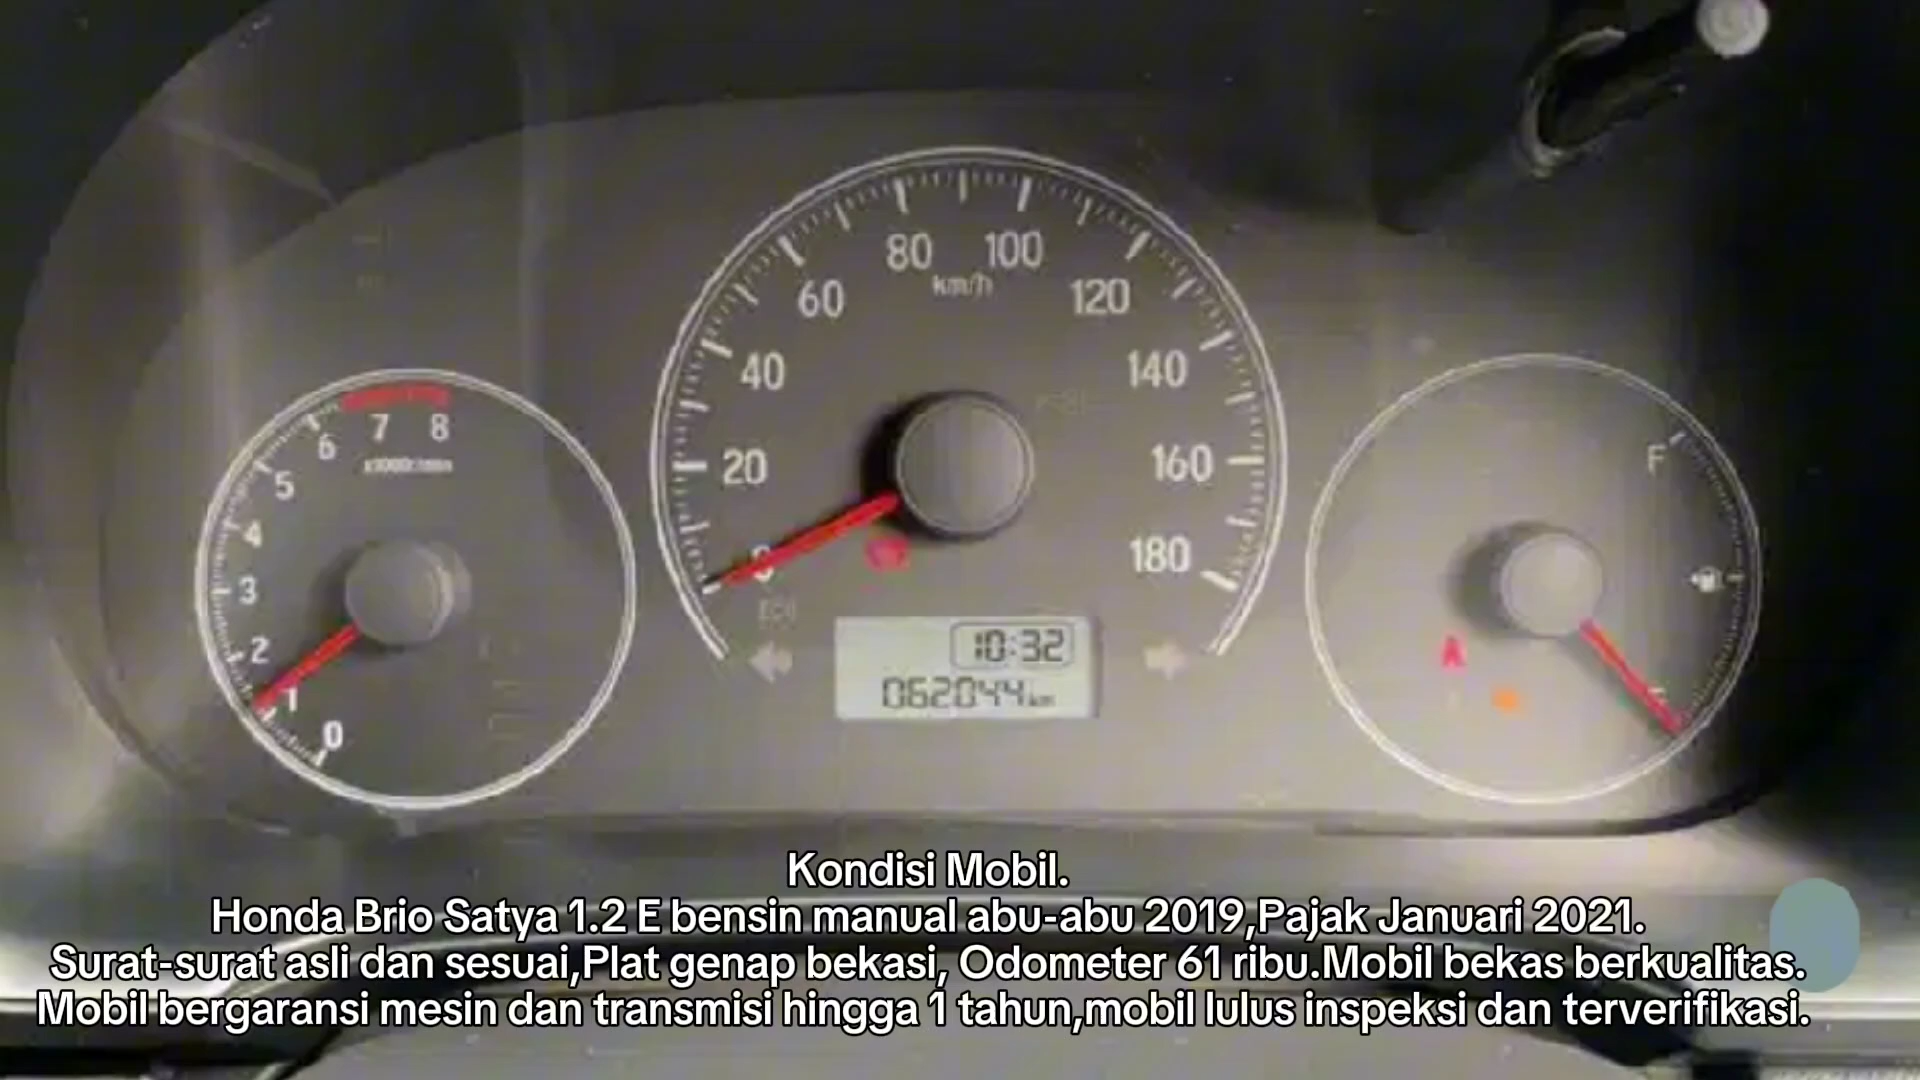 80 100
km/h
60 120
40 140
20 160
180
7 8
6
5
4
3
2
1
0
F
10:32
062044 km
Kondisi Mobil.
Honda Brio Satya 1.2 E bensin manual abu-abu 2019,Pajak Januari 2021.
Surat-surat asli dan sesuai,Plat genap bekasi, Odometer 61 ribu.Mobil bekas berkualitas.
Mobil bergaransi mesin dan transmisi hingga 1 tahun,mobil lulus inspeksi dan terverifikasi.